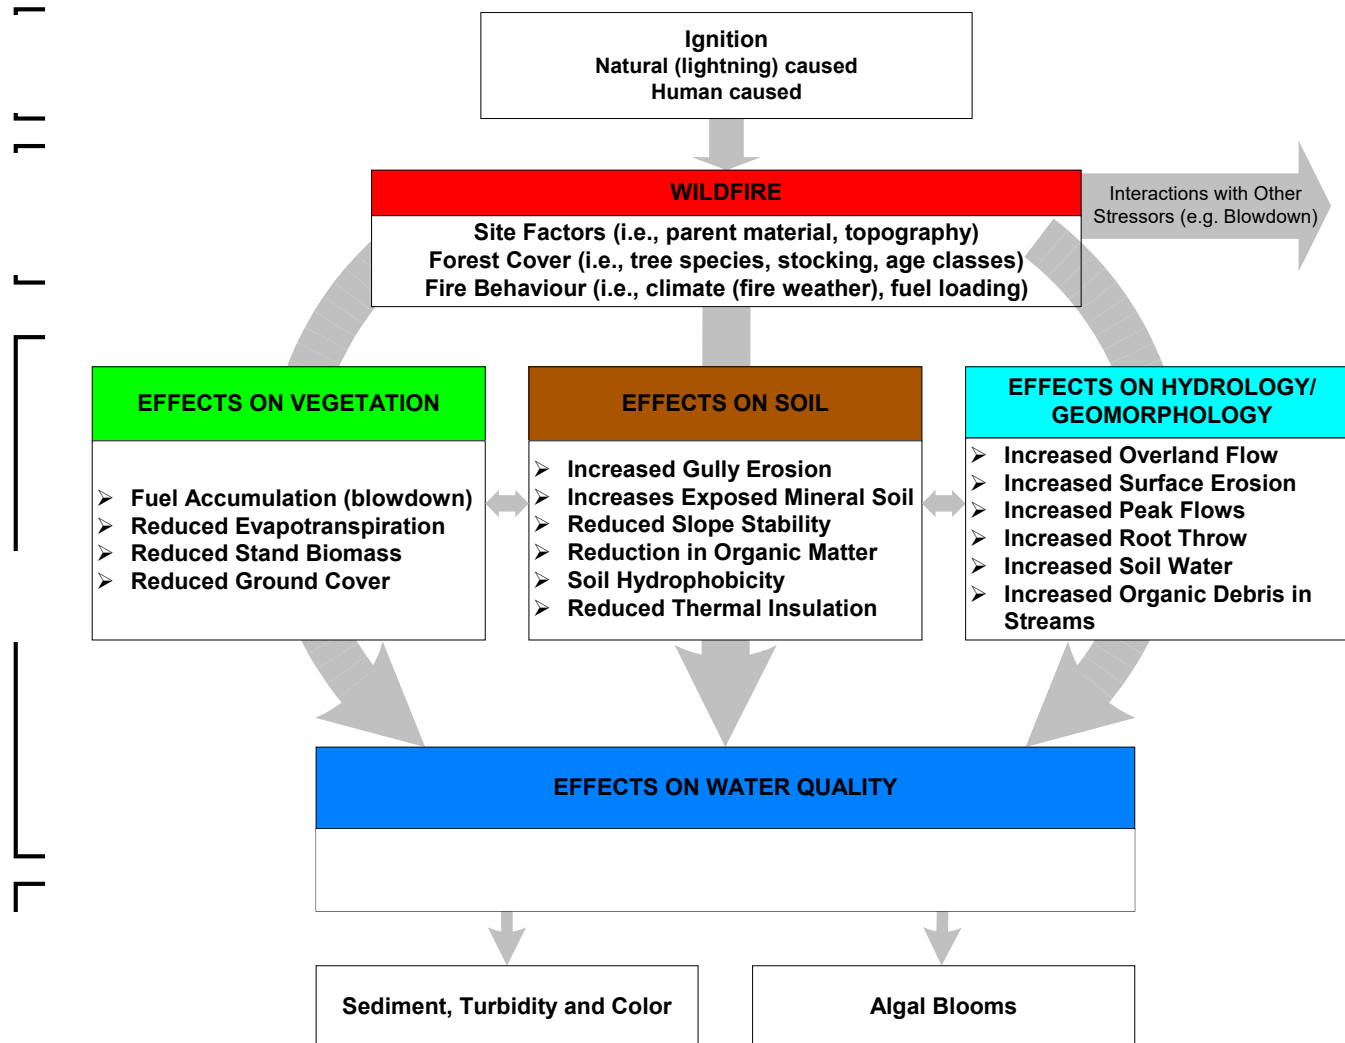 Ignition
Natural (lightning) caused
Human caused
WILDFIRE
Interactions with Other
Stressors (e.g. Blowdown)
Site Factors (i.e., parent material, topography)
Forest Cover (i.e., tree species, stocking, age classes)
Fire Behaviour (i.e., climate (fire weather), fuel loading)
EFFECTS ON VEGETATION
➢ Fuel Accumulation (blowdown)
➢ Reduced Evapotranspiration
➢ Reduced Stand Biomass
➢ Reduced Ground Cover
EFFECTS ON SOIL
➢ Increased Gully Erosion
➢ Increases Exposed Mineral Soil
➢ Reduced Slope Stability
➢ Reduction in Organic Matter
➢ Soil Hydrophobicity
➢ Reduced Thermal Insulation
EFFECTS ON HYDROLOGY/
GEOMORPHOLOGY
➢ Increased Overland Flow
➢ Increased Surface Erosion
➢ Increased Peak Flows
➢ Increased Root Throw
➢ Increased Soil Water
➢ Increased Organic Debris in
Streams
EFFECTS ON WATER QUALITY
Sediment, Turbidity and Color
Algal Blooms